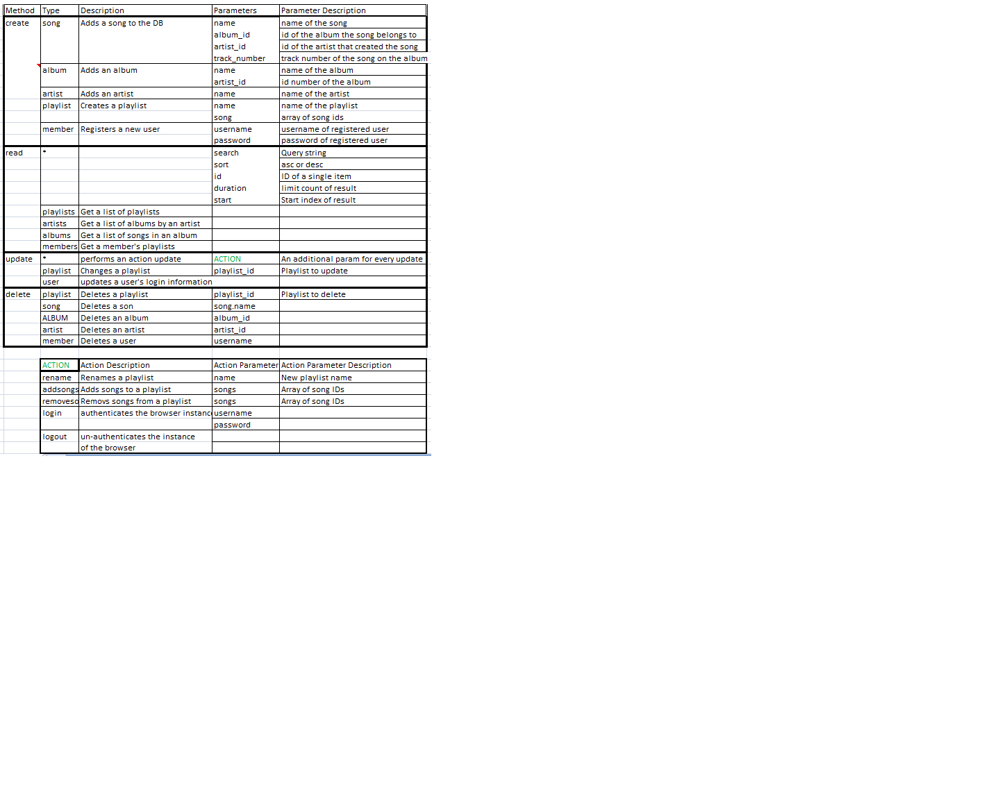 Method Type Description Parameters Parameter Description
create song Adds a song to the DB name name of the song
album_id id of the album the song belongs to
artist_id id of the artist that created the song
track_number track number of the song on the album
album Adds an album name name of the album
artist_id id number of the album
artist Adds an artist name name of the artist
playlist Creates a playlist name name of the playlist
song array of song ids
member Registers a new user username username of registered user
password password of registered user
read * search Query string
sort asc or desc
id ID of a single item
duration limit count of result
start Start index of result
playlists Get a list of playlists
artists Get a list of albums by an artist
albums Get a list of songs in an album
members Get a member's playlists
update * performs an action update ACTION An additional param for every update
playlist Changes a playlist playlist_id Playlist to update
user updates a user's login information
delete playlist Deletes a playlist playlist_id Playlist to delete
song Deletes a son song.name
ALBUM Deletes an album album_id
artist Deletes an artist artist_id
member Deletes a user username
ACTION Action Description Action Parameter Action Parameter Description
rename Renames a playlist name New playlist name
addsongs Adds songs to a playlist songs Array of song IDs
removeso Removs songs from a playlist songs Array of song IDs
login authenticates the browser instanc username
password
logout un-authenticates the instance
of the browser